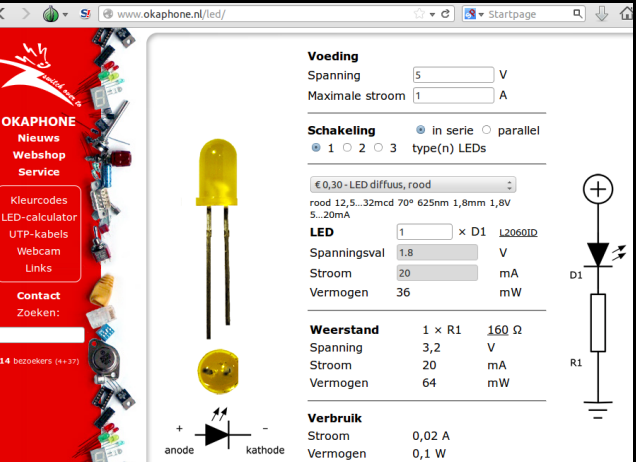 www.okaphone.nl/led/
Startpage
switch over to
OKAPHONE
Nieuws
Webshop
Service
Kleurcodes
LED-calculator
UTP-kabels
Webcam
Links
Contact
Zoeken:
14 bezoekers (4+37)
Voeding
Spanning 5 V
Maximale stroom 1 A
Schakeling in serie parallel
1 2 3 type(n) LEDs
€ 0,30 - LED diffuus, rood
rood 12,5...32mcd 70° 625nm 1,8mm 1,8V
5...20mA
LED 1 × D1 L2060ID
Spanningsval 1.8 V
Stroom 20 mA
Vermogen 36 mW
Weerstand 1 × R1 160 Ω
Spanning 3,2 V
Stroom 20 mA
Vermogen 64 mW
Verbruik
Stroom 0,02 A
Vermogen 0,1 W
+ −
anode kathode
+
D1
R1